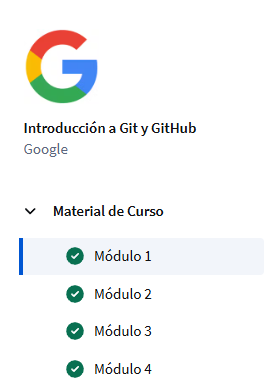 Introducción a Git y GitHub
Google
Material de Curso
Módulo 1
Módulo 2
Módulo 3
Módulo 4